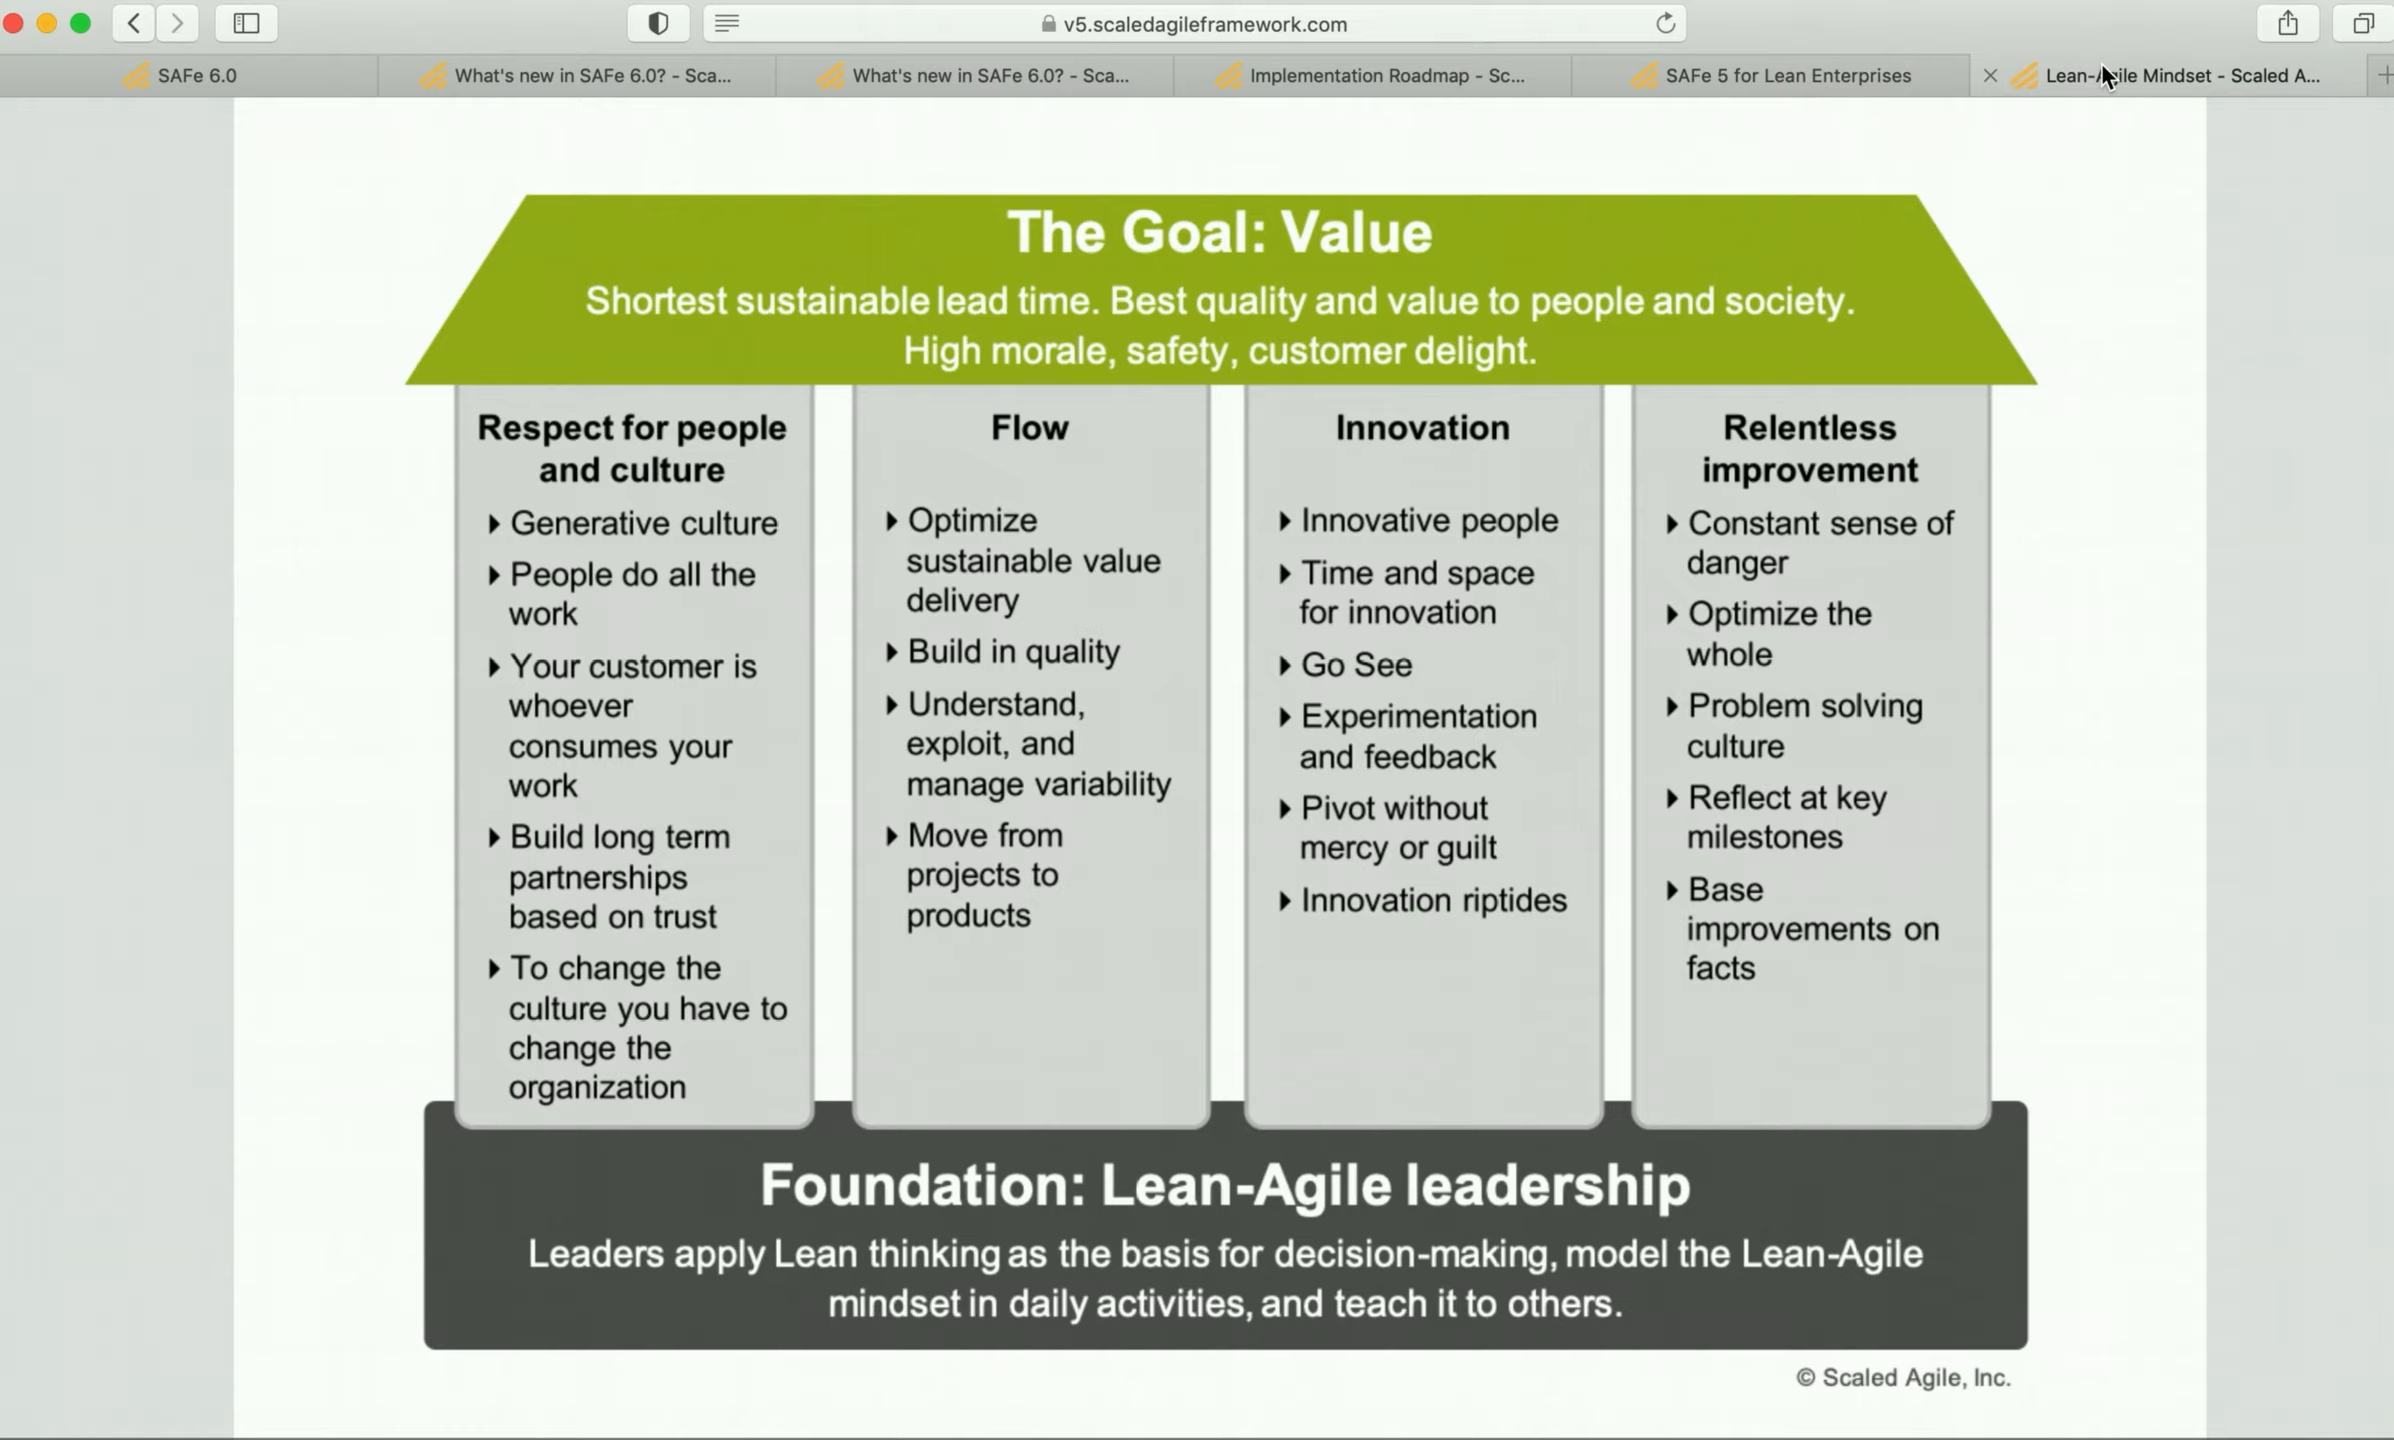 v5.scaledagileframework.com
SAFe 6.0
What's new in SAFe 6.0? - Sca...
What's new in SAFe 6.0? - Sca...
Implementation Roadmap - Sc...
SAFe 5 for Lean Enterprises
Lean-Agile Mindset - Scaled A...
The Goal: Value
Shortest sustainable lead time. Best quality and value to people and society.
High morale, safety, customer delight.
Respect for people
and culture
Generative culture
People do all the
work
Your customer is
whoever
consumes your
work
Build long term
partnerships
based on trust
To change the
culture you have to
change the
organization
Flow
Optimize
sustainable value
delivery
Build in quality
Understand,
exploit, and
manage variability
Move from
projects to
products
Innovation
Innovative people
Time and space
for innovation
Go See
Experimentation
and feedback
Pivot without
mercy or guilt
Innovation riptides
Relentless
improvement
Constant sense of
danger
Optimize the
whole
Problem solving
culture
Reflect at key
milestones
Base
improvements on
facts
Foundation: Lean-Agile leadership
Leaders apply Lean thinking as the basis for decision-making, model the Lean-Agile
mindset in daily activities, and teach it to others.
© Scaled Agile, Inc.